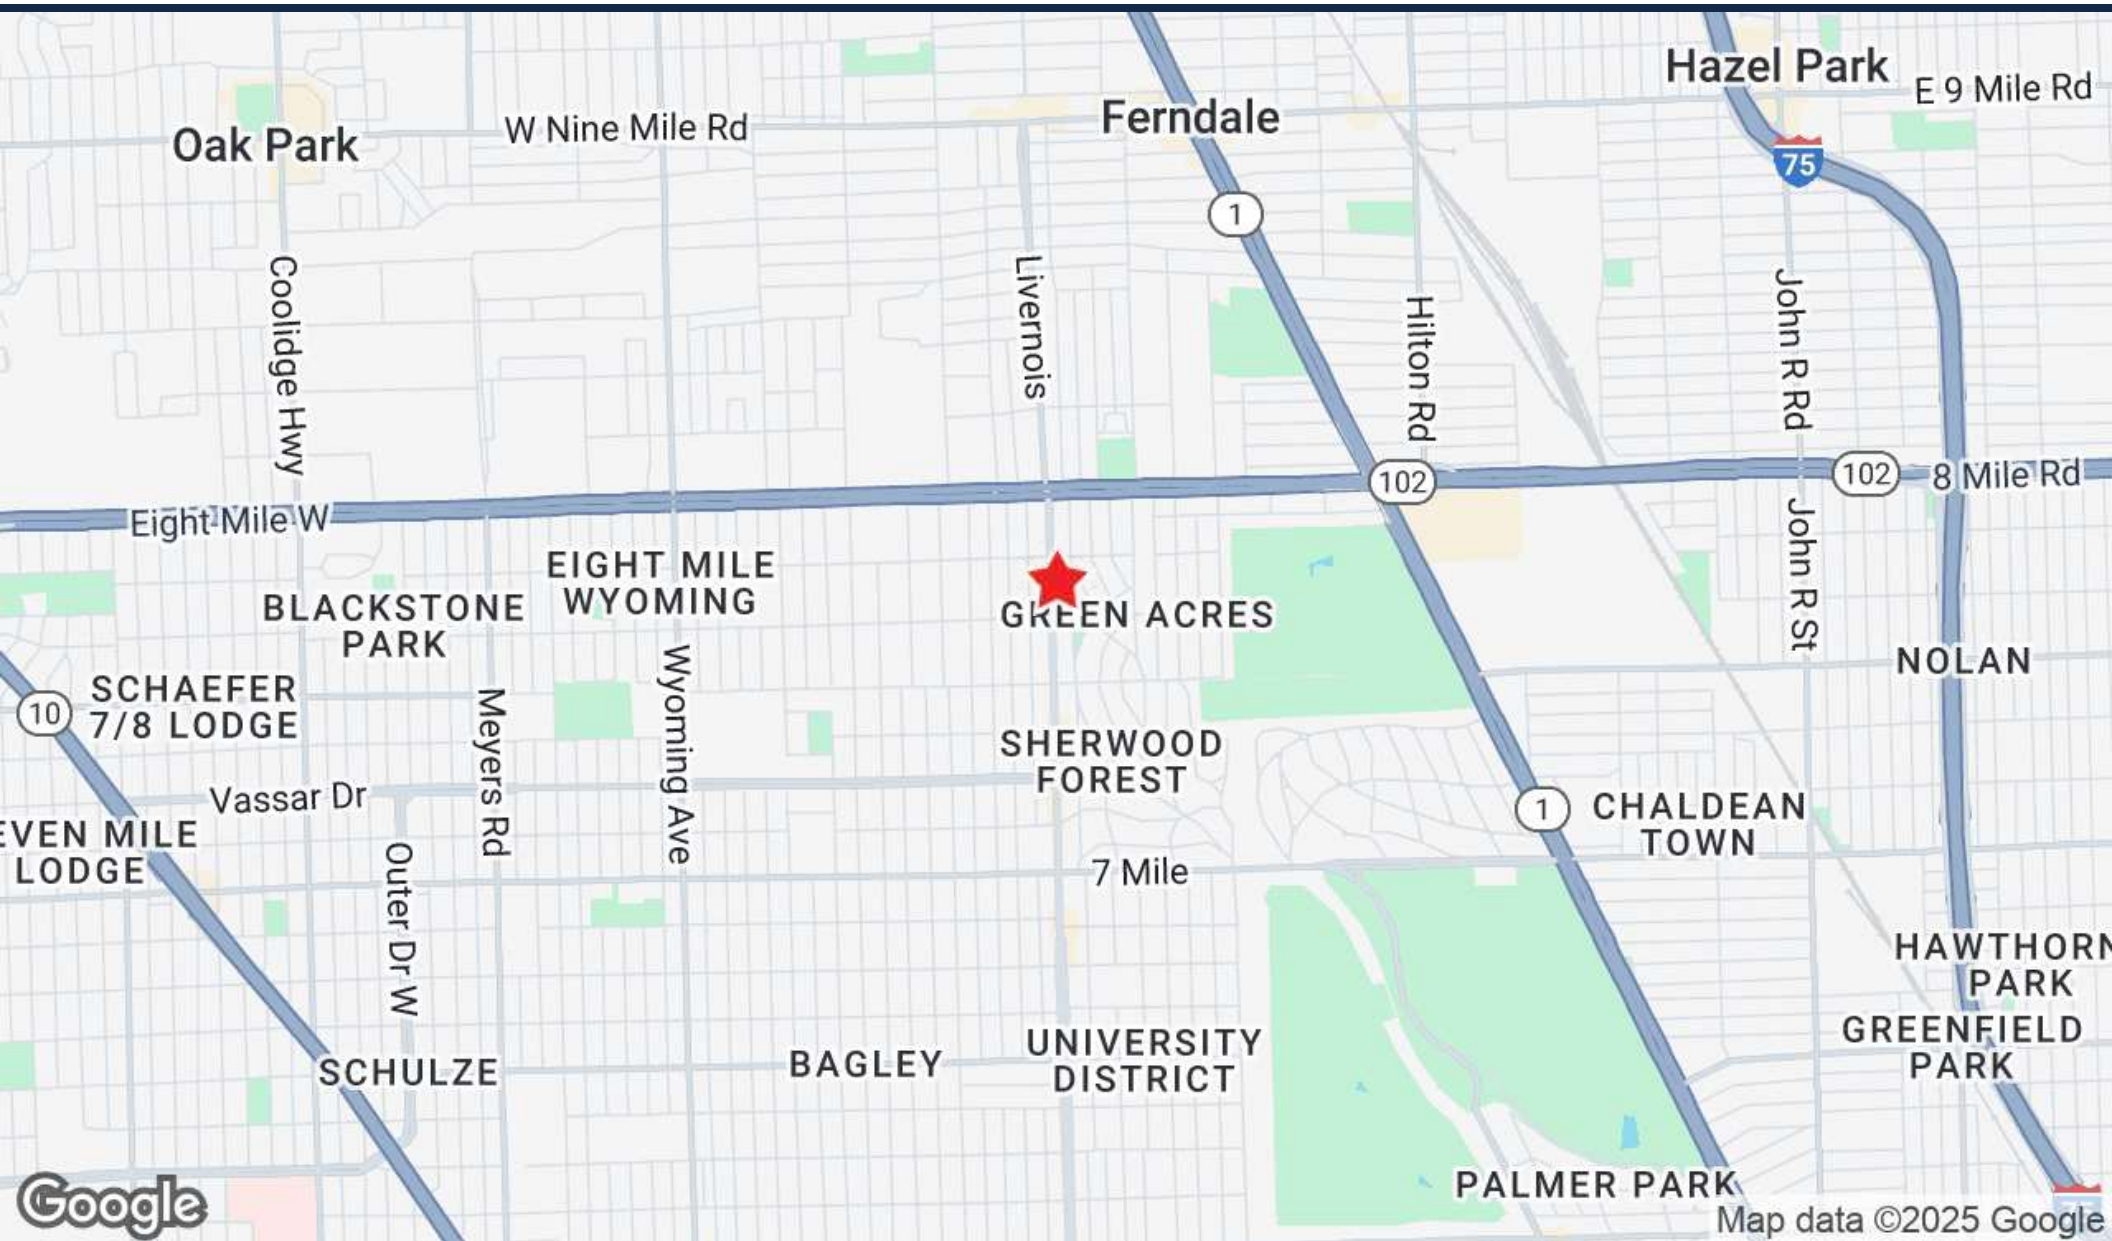 Hazel Park
E 9 Mile Rd
Ferndale
W Nine Mile Rd
Oak Park
75
1
Coolidge Hwy
Livernois
Hilton Rd
John R Rd
102
102
8 Mile Rd
Eight Mile W
John R St
EIGHT MILE
WYOMING
BLACKSTONE
PARK
GREEN ACRES
NOLAN
Wyoming Ave
Meyers Rd
SCHAEFER
7/8 LODGE
10
SHERWOOD
FOREST
Vassar Dr
1
CHALDEAN
TOWN
EVEN MILE
LODGE
Outer Dr W
7 Mile
HAWTHORN
PARK
GREENFIELD
PARK
UNIVERSITY
DISTRICT
BAGLEY
SCHULZE
PALMER PARK
Google
Map data ©2025 Google